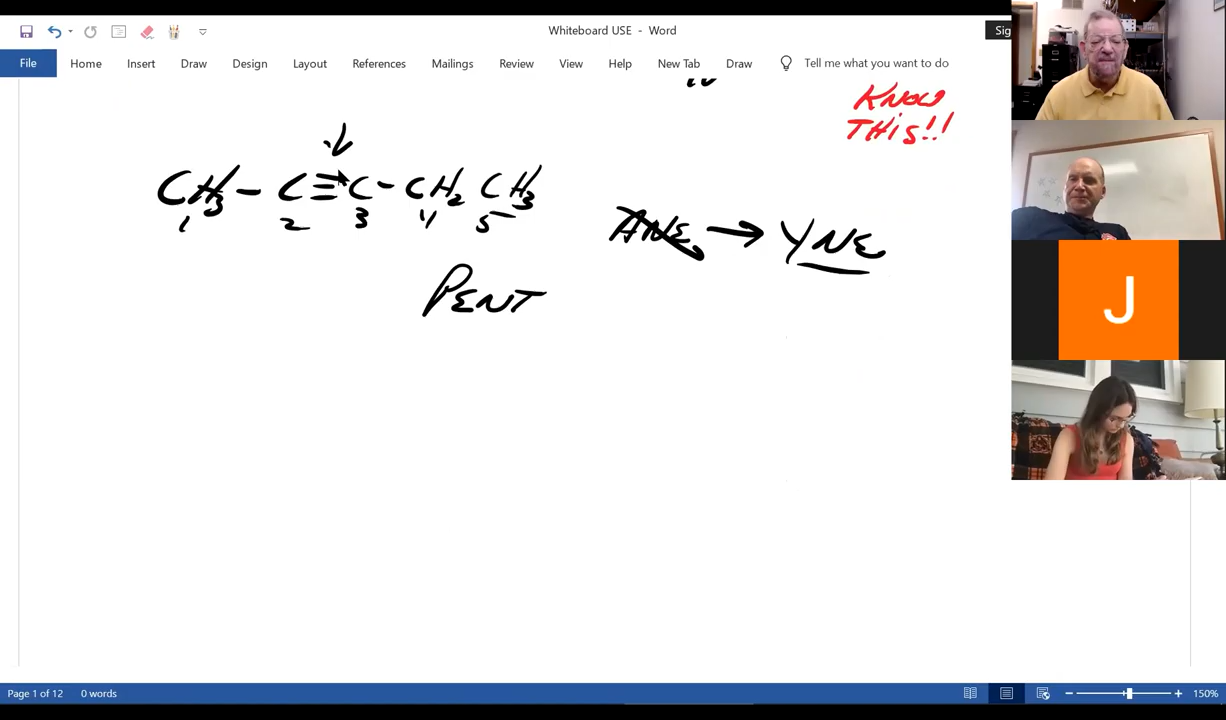 Whiteboard USE - Word
Sig
File Home Insert Draw Design Layout References Mailings Review View Help New Tab Draw Tell me what you want to do
KNOW
THIS!!
CH3 - C≡C - CH2 CH3
1 2 3 4 5
ANE → YNE
PENT
J
Page 1 of 12 0 words 150%